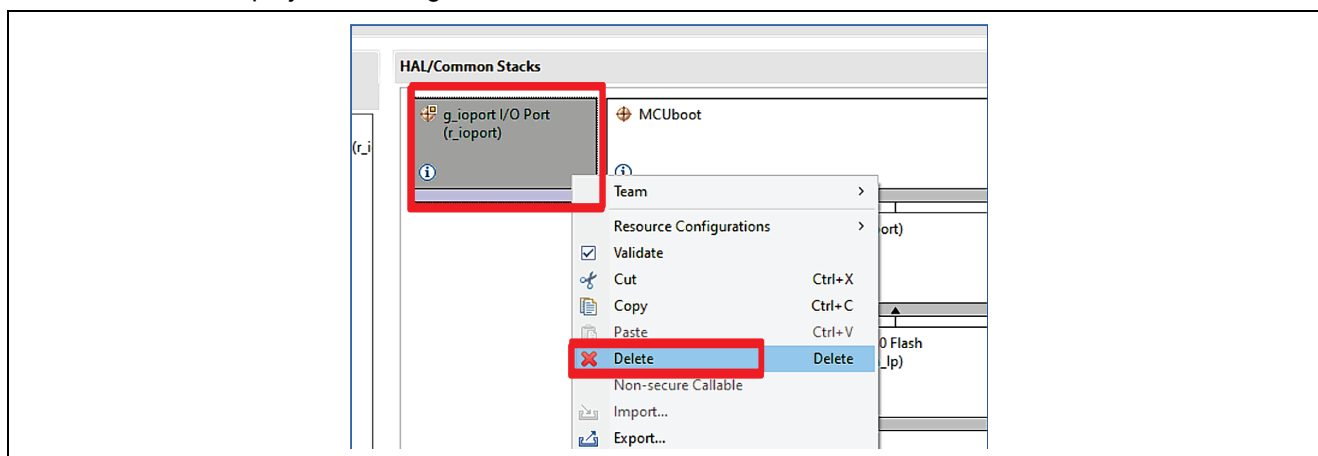 HAL/Common Stacks
g_ioport I/O Port
(r_ioport)
MCUboot
(r_i
Team
Resource Configurations
ort)
Validate
Cut Ctrl+X
Copy Ctrl+C
Paste Ctrl+V
0 Flash
Delete Delete
_lp)
Non-secure Callable
Import...
Export...